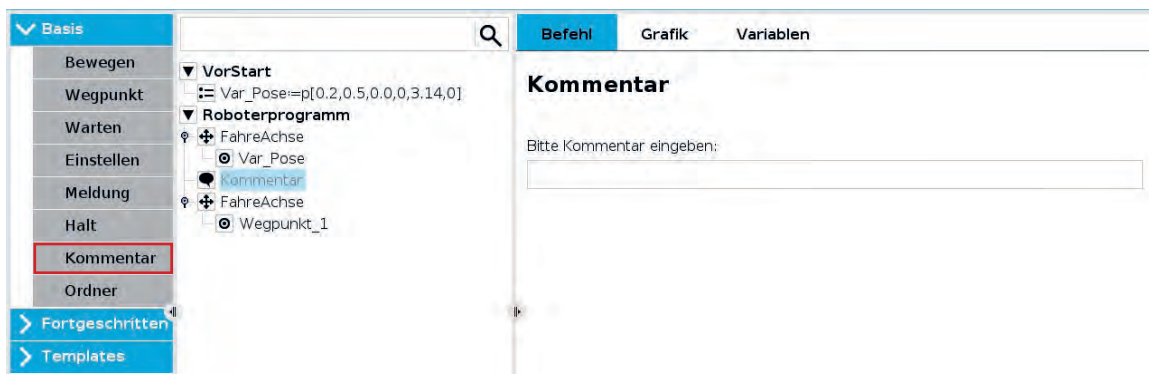 Basis
Bewegen
Wegpunkt
Warten
Einstellen
Meldung
Halt
Kommentar
Ordner
Fortgeschritten
Templates
VorStart
Var_Pose:=p[0.2,0.5,0.0,0,3.14,0]
Roboterprogramm
FahreAchse
Var_Pose
Kommentar
FahreAchse
Wegpunkt_1
Befehl Grafik Variablen
Kommentar
Bitte Kommentar eingeben: